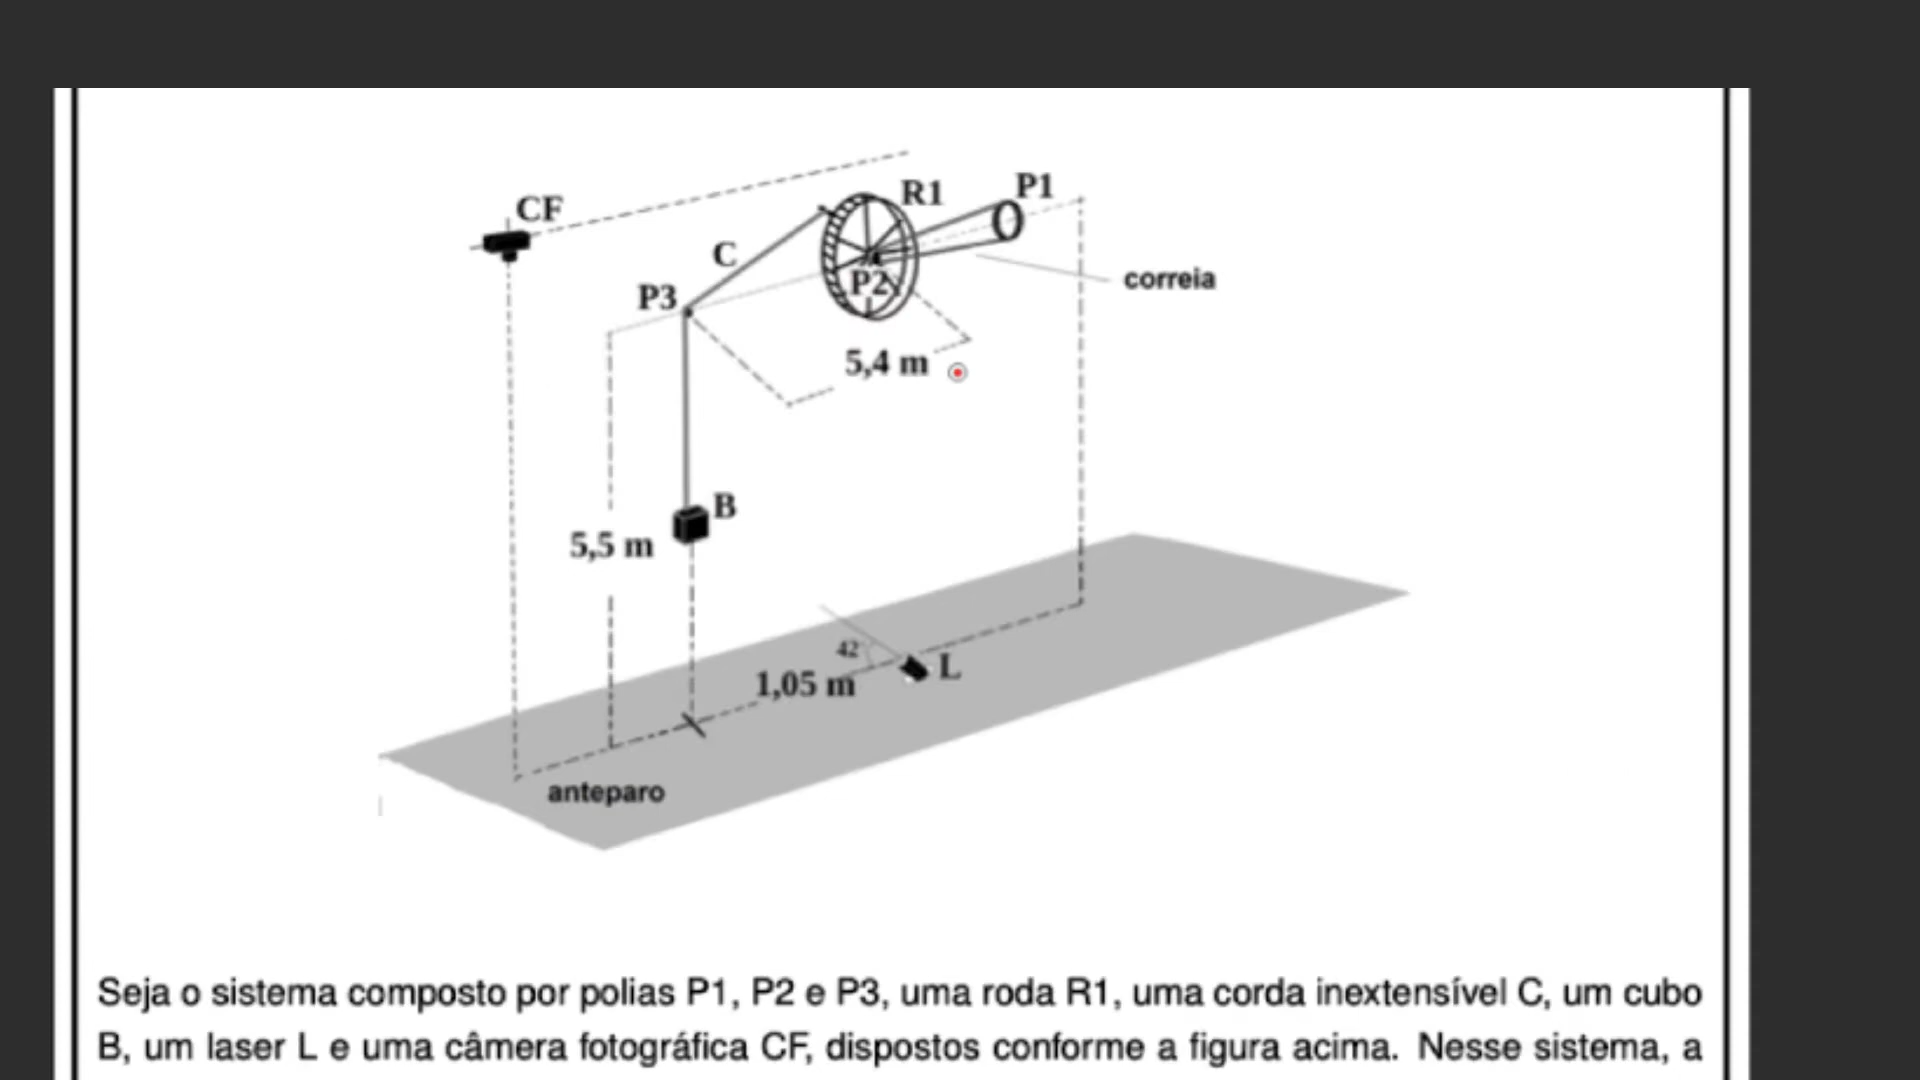 CF
R1
P1
C
P3
P2
correia
5,4 m
B
5,5 m
42
L
1,05 m
anteparo
Seja o sistema composto por polias P1, P2 e P3, uma roda R1, uma corda inextensível C, um cubo
B, um laser L e uma câmera fotográfica CF, dispostos conforme a figura acima. Nesse sistema, a